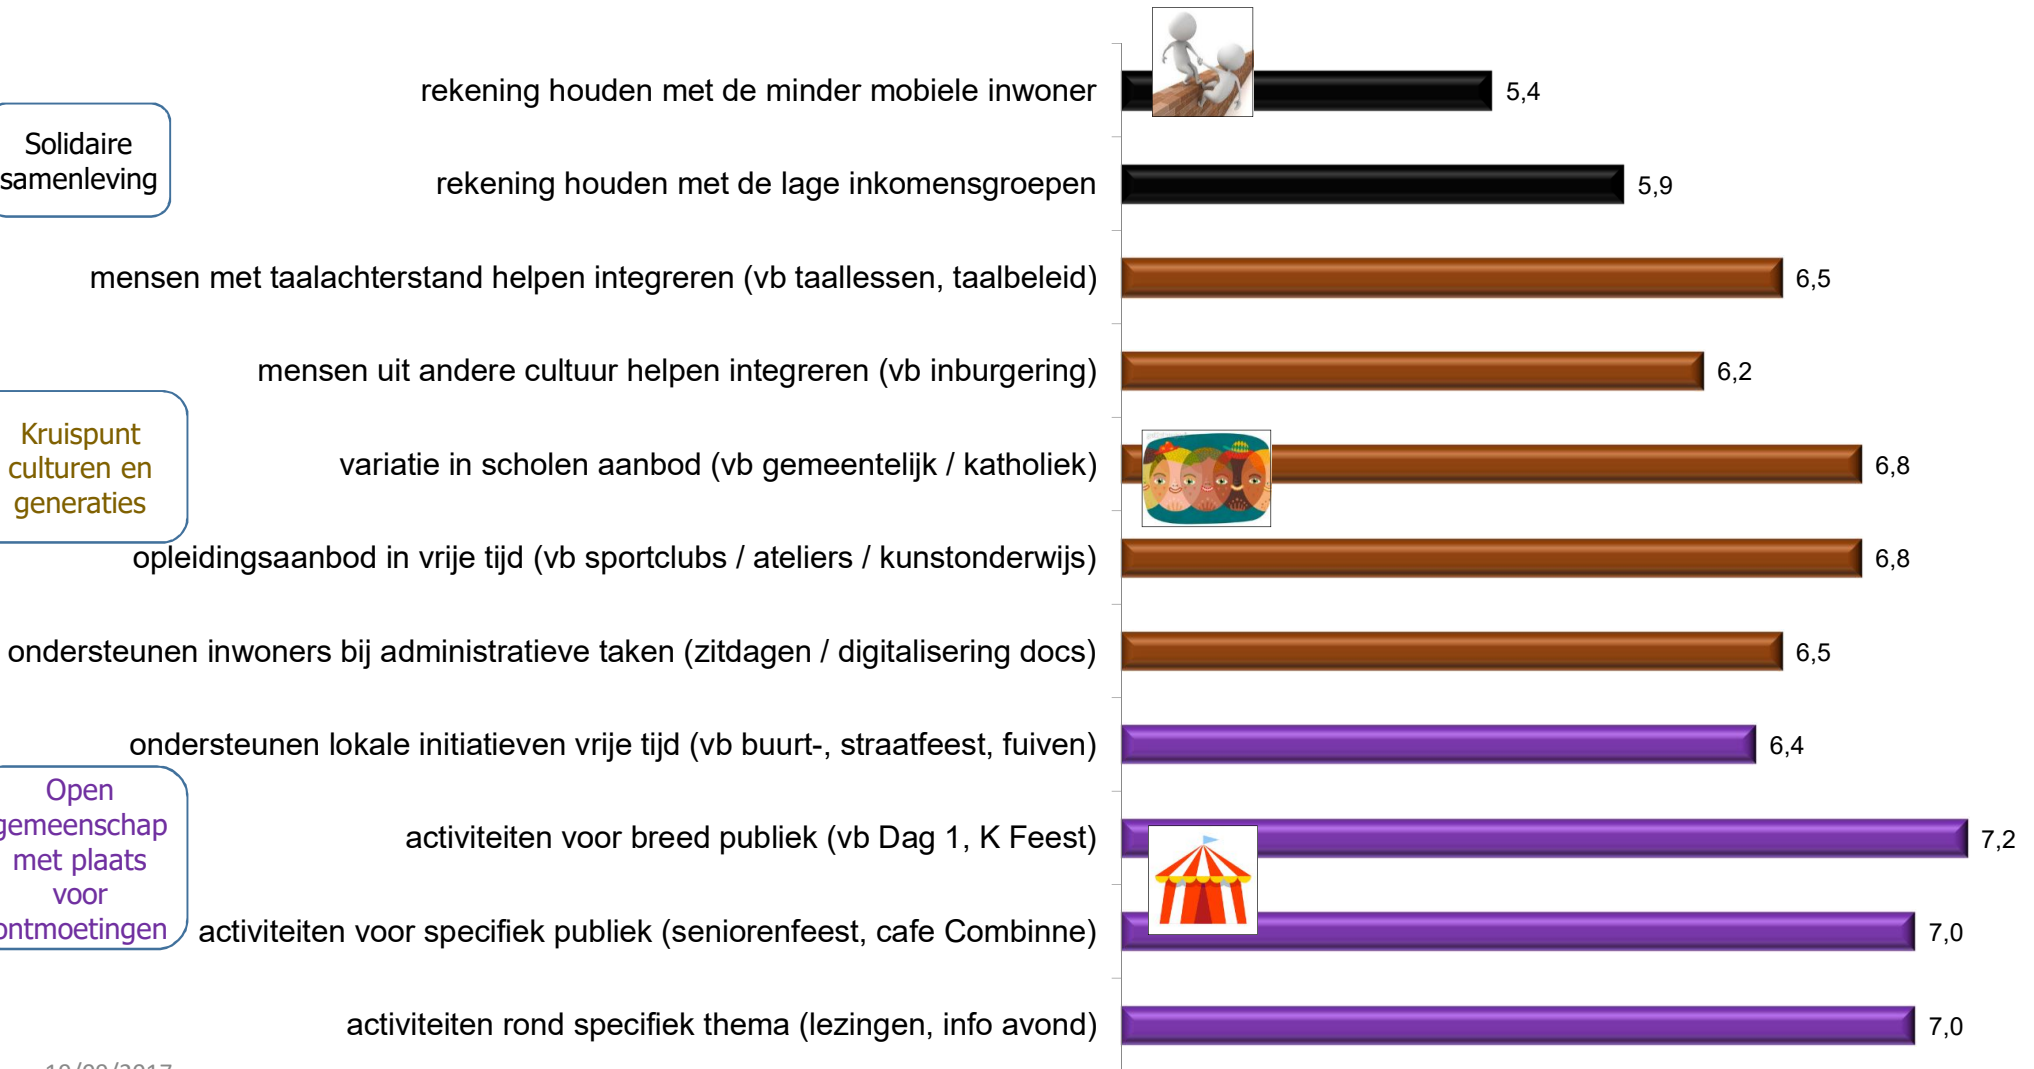 rekening houden met de minder mobiele inwoner 5,4
Solidaire
samenleving
rekening houden met de lage inkomensgroepen 5,9
mensen met taalachterstand helpen integreren (vb taallessen, taalbeleid) 6,5
mensen uit andere cultuur helpen integreren (vb inburgering) 6,2
Kruispunt
culturen en
generaties
variatie in scholen aanbod (vb gemeentelijk / katholiek) 6,8
opleidingsaanbod in vrije tijd (vb sportclubs / ateliers / kunstonderwijs) 6,8
ondersteunen inwoners bij administratieve taken (zitdagen / digitalisering docs) 6,5
ondersteunen lokale initiatieven vrije tijd (vb buurt-, straatfeest, fuiven) 6,4
Open
gemeenschap
met plaats
voor
ontmoetingen
activiteiten voor breed publiek (vb Dag 1, K Feest) 7,2
activiteiten voor specifiek publiek (seniorenfeest, cafe Combinne) 7,0
activiteiten rond specifiek thema (lezingen, info avond) 7,0